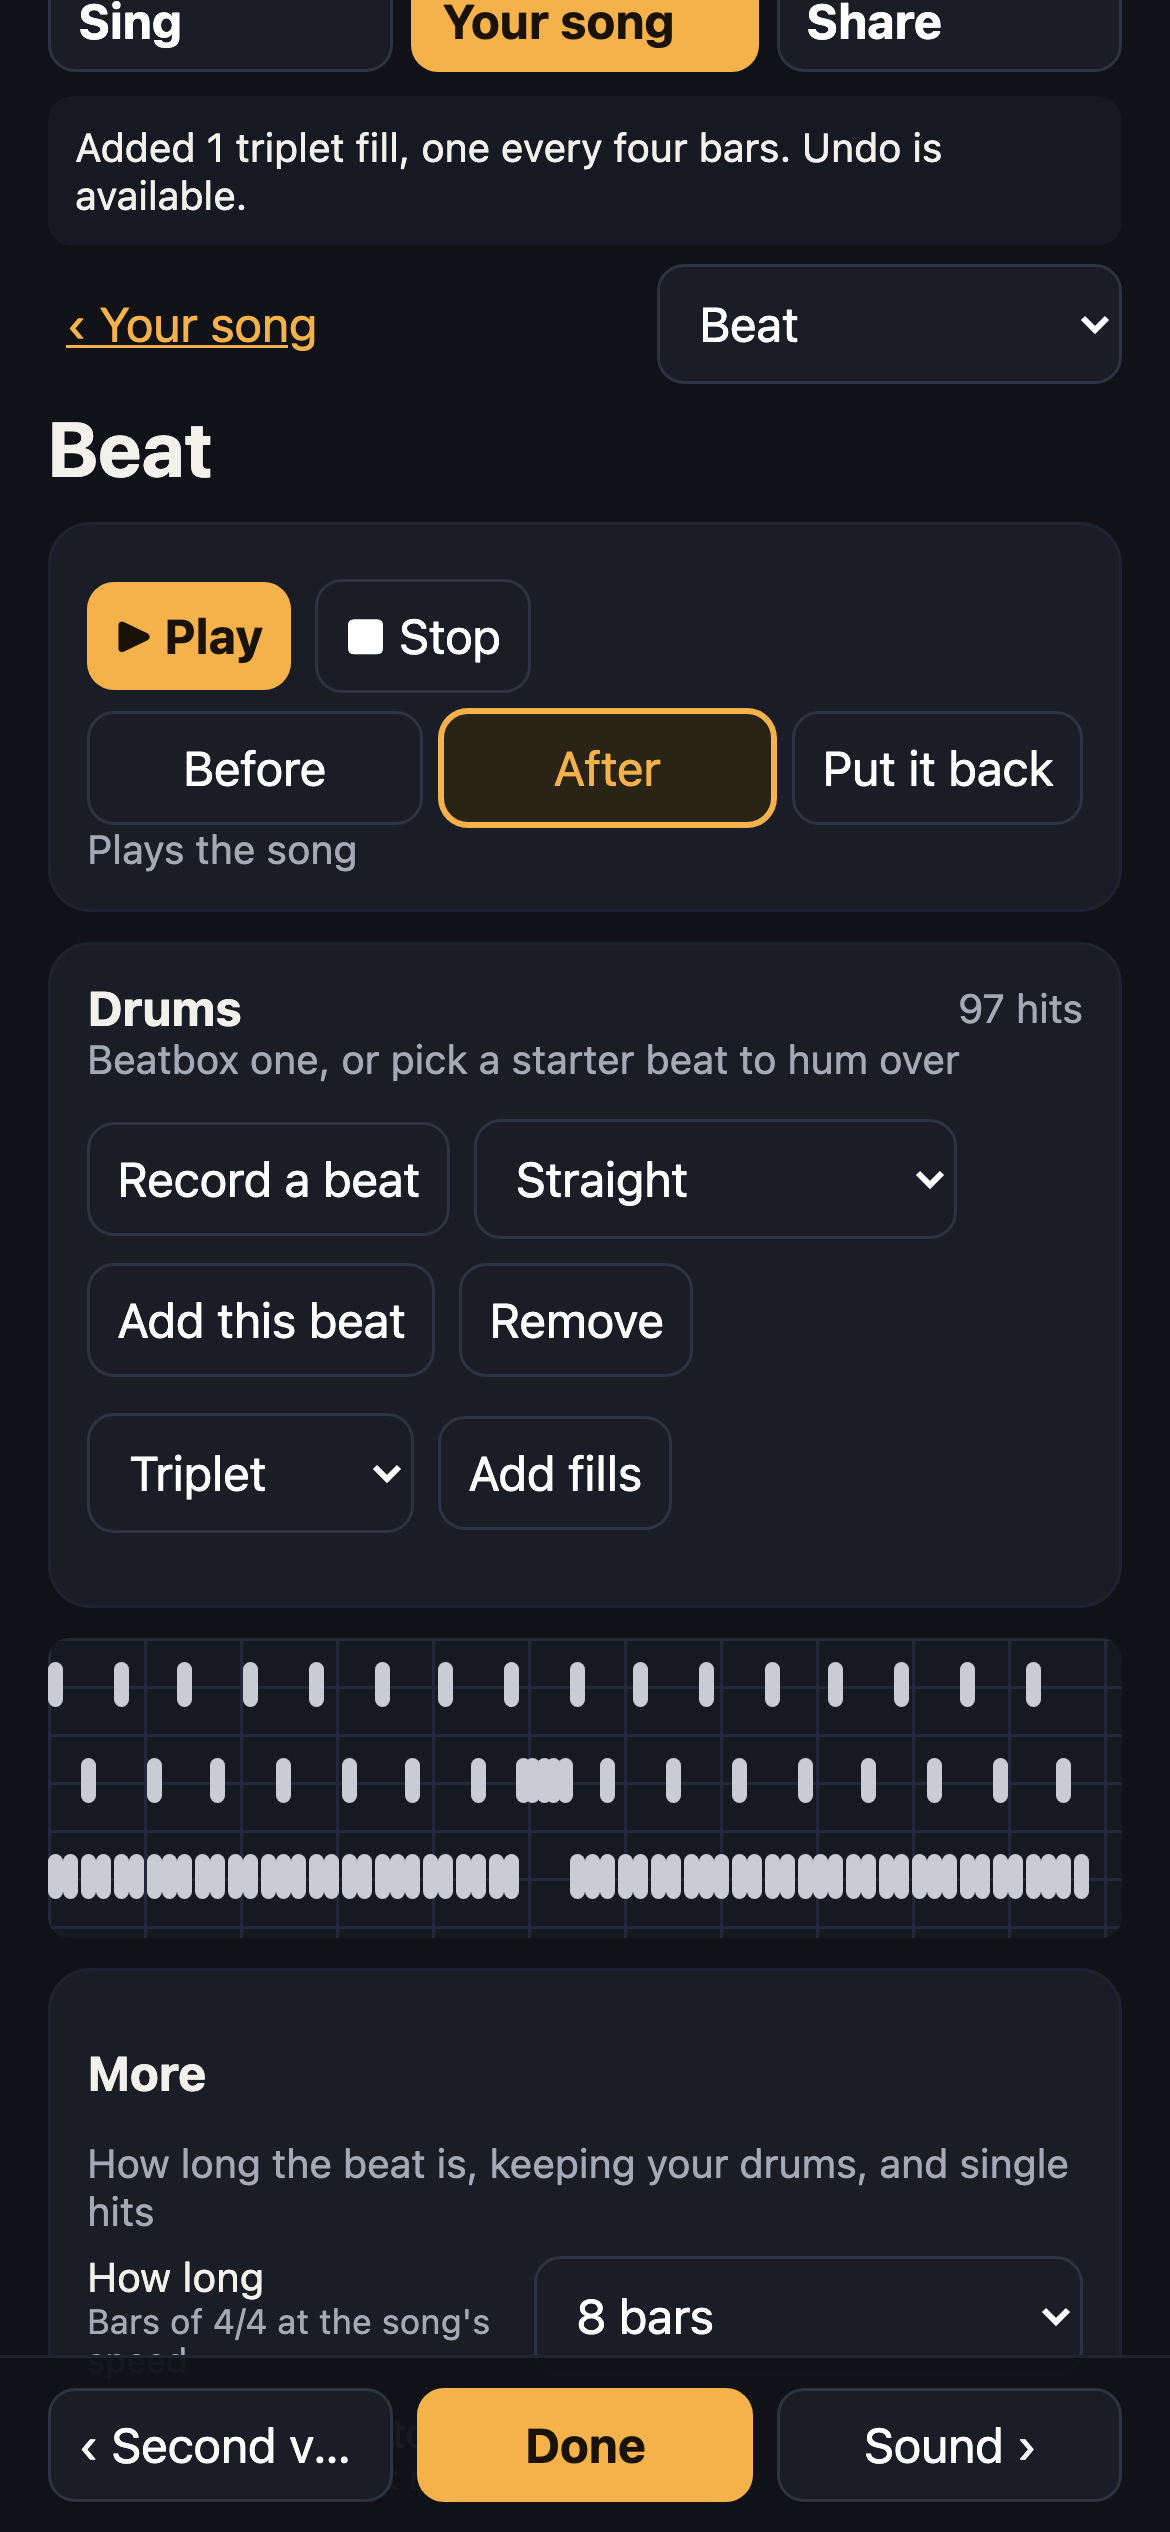 Sing
Your song
Share
Added 1 triplet fill, one every four bars. Undo is
available.
‹ Your song
Beat
Beat
Play
Stop
Before
After
Put it back
Plays the song
Drums
97 hits
Beatbox one, or pick a starter beat to hum over
Record a beat
Straight
Add this beat
Remove
Triplet
Add fills
More
How long the beat is, keeping your drums, and single
hits
How long
8 bars
Bars of 4/4 at the song's
speed
‹ Second v...
Done
Sound ›